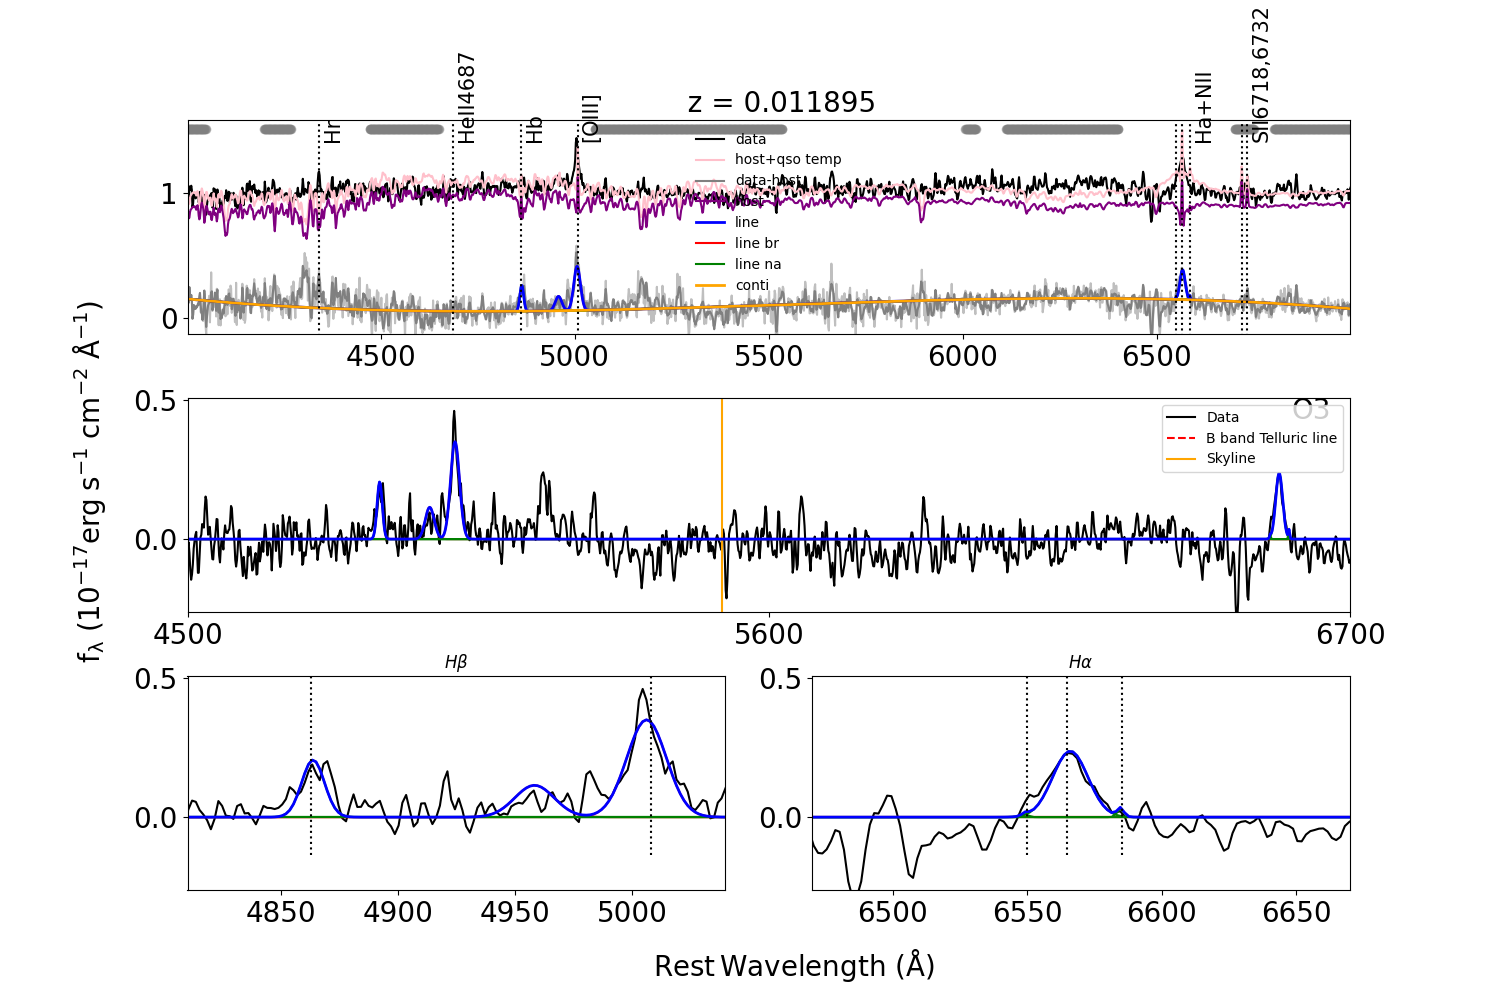 z = 0.011895
Hr
HeII4687
Hb
[OIII]
Ha+NII
SII6718,6732
data
host+qso temp
data-host
host
line
line br
line na
conti
1
0
4500
5000
5500
6000
6500
f_λ (10^{-17} erg s^{-1} cm^{-2} Å^{-1})
O3
Data
B band Telluric line
Skyline
0.5
0.0
4500
5600
6700
Hβ
0.5
0.0
4850
4900
4950
5000
Hα
0.5
0.0
6500
6550
6600
6650
Rest Wavelength (Å)